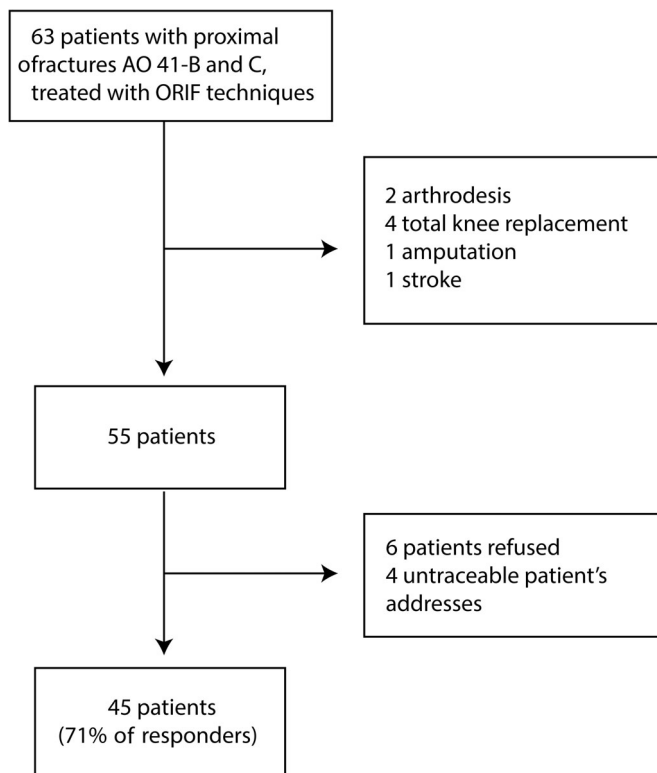 63 patients with proximal
ofractures AO 41-B and C,
treated with ORIF techniques
2 arthrodesis
4 total knee replacement
1 amputation
1 stroke
55 patients
6 patients refused
4 untraceable patient’s
addresses
45 patients
(71% of responders)